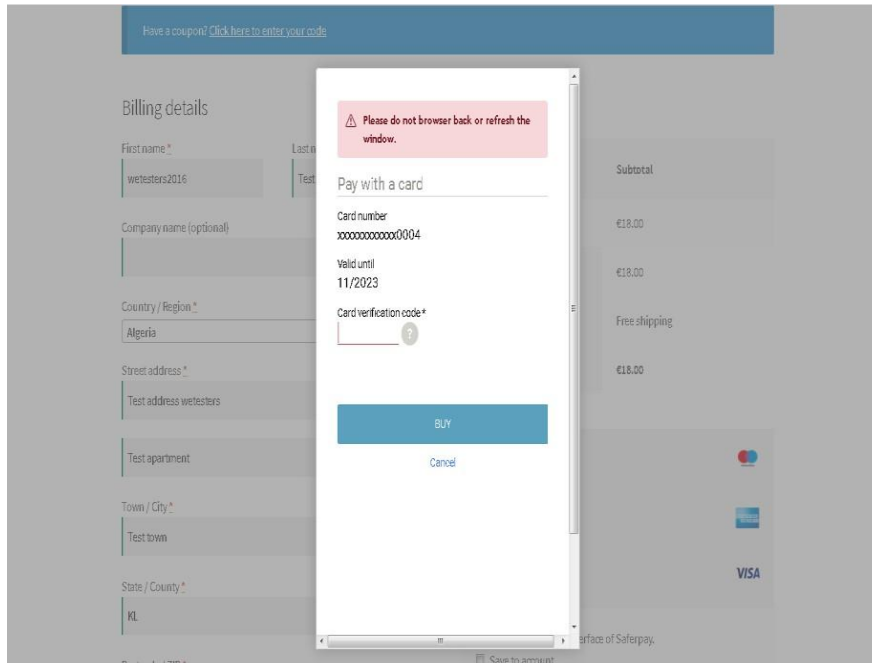 Have a coupon? Click here to enter your code
Billing details
First name *
Last n
wetesters2016
Test
Company name (optional)
Country / Region *
Algeria
Street address *
Test address wetesters
Test apartment
Town / City *
Test town
State / County *
KL
Please do not browser back or refresh the
window.
Pay with a card
Card number
xxxxxxxxxxxx0004
Valid until
11/2023
Card verification code*
?
BUY
Cancel
Subtotal
€18.00
€18.00
Free shipping
€18.00
VISA
erface of Saferpay.
Save to account